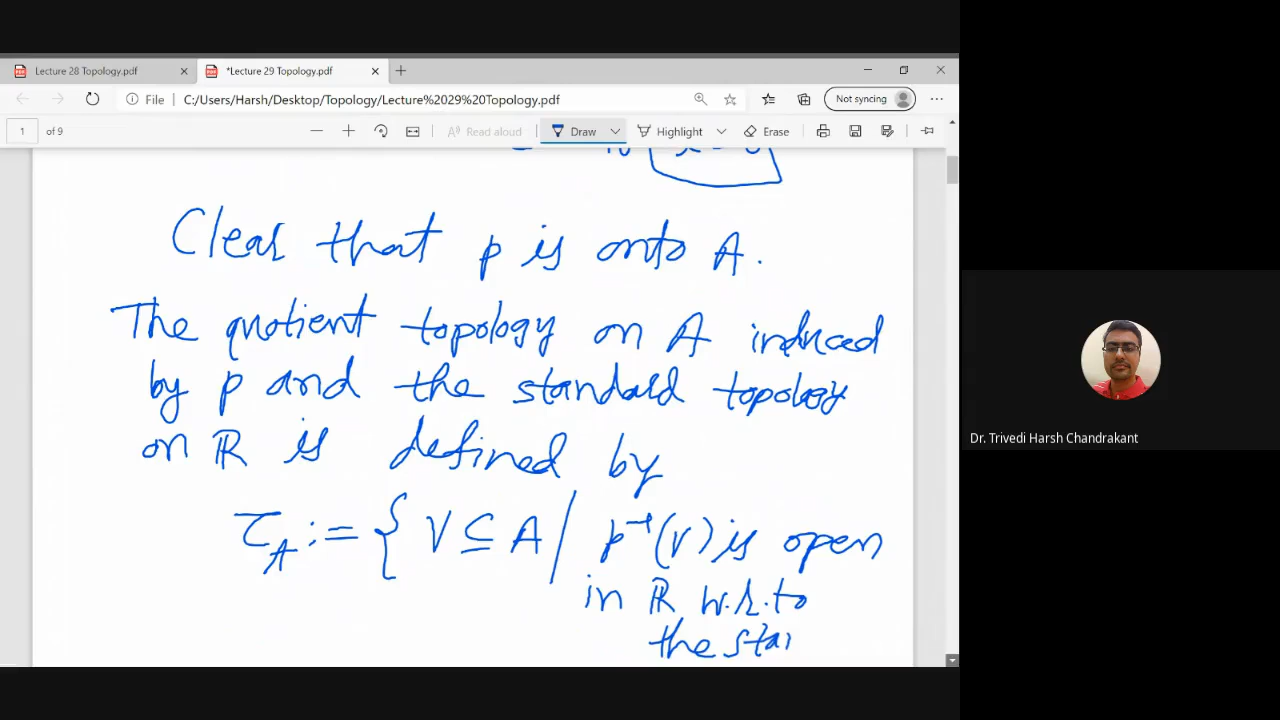 Lecture 28 Topology.pdf
*Lecture 29 Topology.pdf
File
C:/Users/Harsh/Desktop/Topology/Lecture%2029%20Topology.pdf
Not syncing
1 of 9
Read aloud
Draw
Highlight
Erase
Clear that p is onto A.
The quotient topology on A induced
by p and the standard topology
on ℝ is defined by
τ_A := { V ⊆ A | p⁻¹(V) is open
in ℝ w.r.to
the sta
Dr. Trivedi Harsh Chandrakant